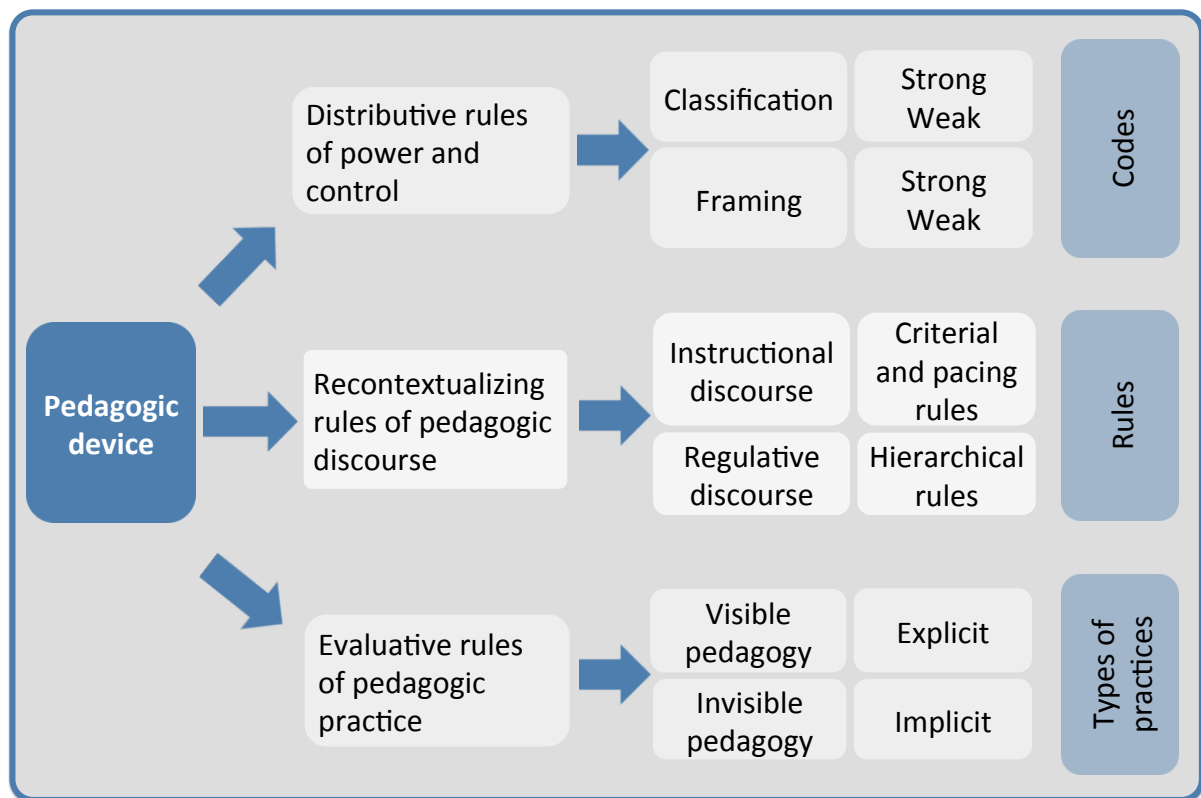 Distributive rules
of power and
control
Classification
Strong
Weak
Framing
Strong
Weak
Codes
Pedagogic
device
Recontextualizing
rules of pedagogic
discourse
Instructional
discourse
Criterial
and pacing
rules
Regulative
discourse
Hierarchical
rules
Rules
Evaluative rules
of pedagogic
practice
Visible
pedagogy
Explicit
Invisible
pedagogy
Implicit
Types of
practices